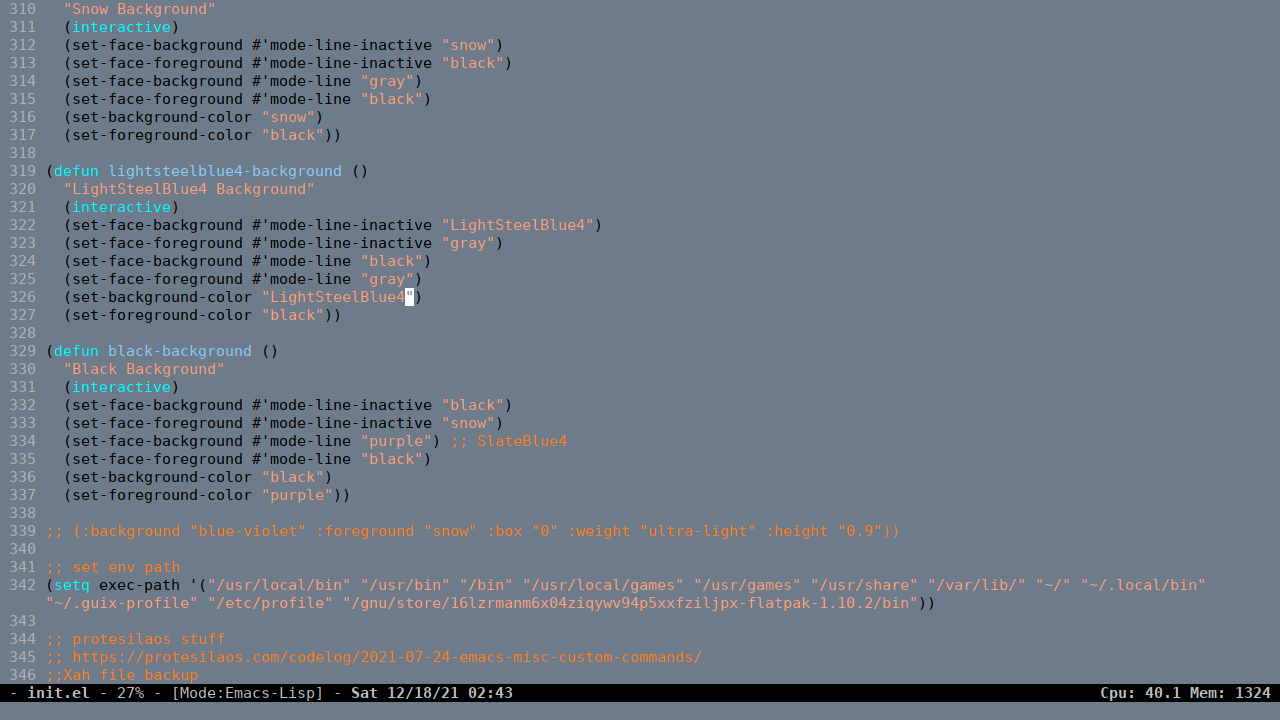 310   "Snow Background"
311   (interactive)
312   (set-face-background #'mode-line-inactive "snow")
313   (set-face-foreground #'mode-line-inactive "black")
314   (set-face-background #'mode-line "gray")
315   (set-face-foreground #'mode-line "black")
316   (set-background-color "snow")
317   (set-foreground-color "black"))
318
319 (defun lightsteelblue4-background ()
320   "LightSteelBlue4 Background"
321   (interactive)
322   (set-face-background #'mode-line-inactive "LightSteelBlue4")
323   (set-face-foreground #'mode-line-inactive "gray")
324   (set-face-background #'mode-line "black")
325   (set-face-foreground #'mode-line "gray")
326   (set-background-color "LightSteelBlue4")
327   (set-foreground-color "black"))
328
329 (defun black-background ()
330   "Black Background"
331   (interactive)
332   (set-face-background #'mode-line-inactive "black")
333   (set-face-foreground #'mode-line-inactive "snow")
334   (set-face-background #'mode-line "purple") ;; SlateBlue4
335   (set-face-foreground #'mode-line "black")
336   (set-background-color "black")
337   (set-foreground-color "purple"))
338
339 ;; (:background "blue-violet" :foreground "snow" :box "0" :weight "ultra-light" :height "0.9"))
340
341 ;; set env path
342 (setq exec-path '("/usr/local/bin" "/usr/bin" "/bin" "/usr/local/games" "/usr/games" "/usr/share" "/var/lib/" "~/" "~/.local/bin"
"~/.guix-profile" "/etc/profile" "/gnu/store/16lzrmanm6x04ziqywv94p5xxfziljpx-flatpak-1.10.2/bin"))
343
344 ;; protesilaos stuff
345 ;; https://protesilaos.com/codelog/2021-07-24-emacs-misc-custom-commands/
346 ;;Xah file backup
- init.el - 27% - [Mode:Emacs-Lisp] - Sat 12/18/21 02:43 Cpu: 40.1 Mem: 1324